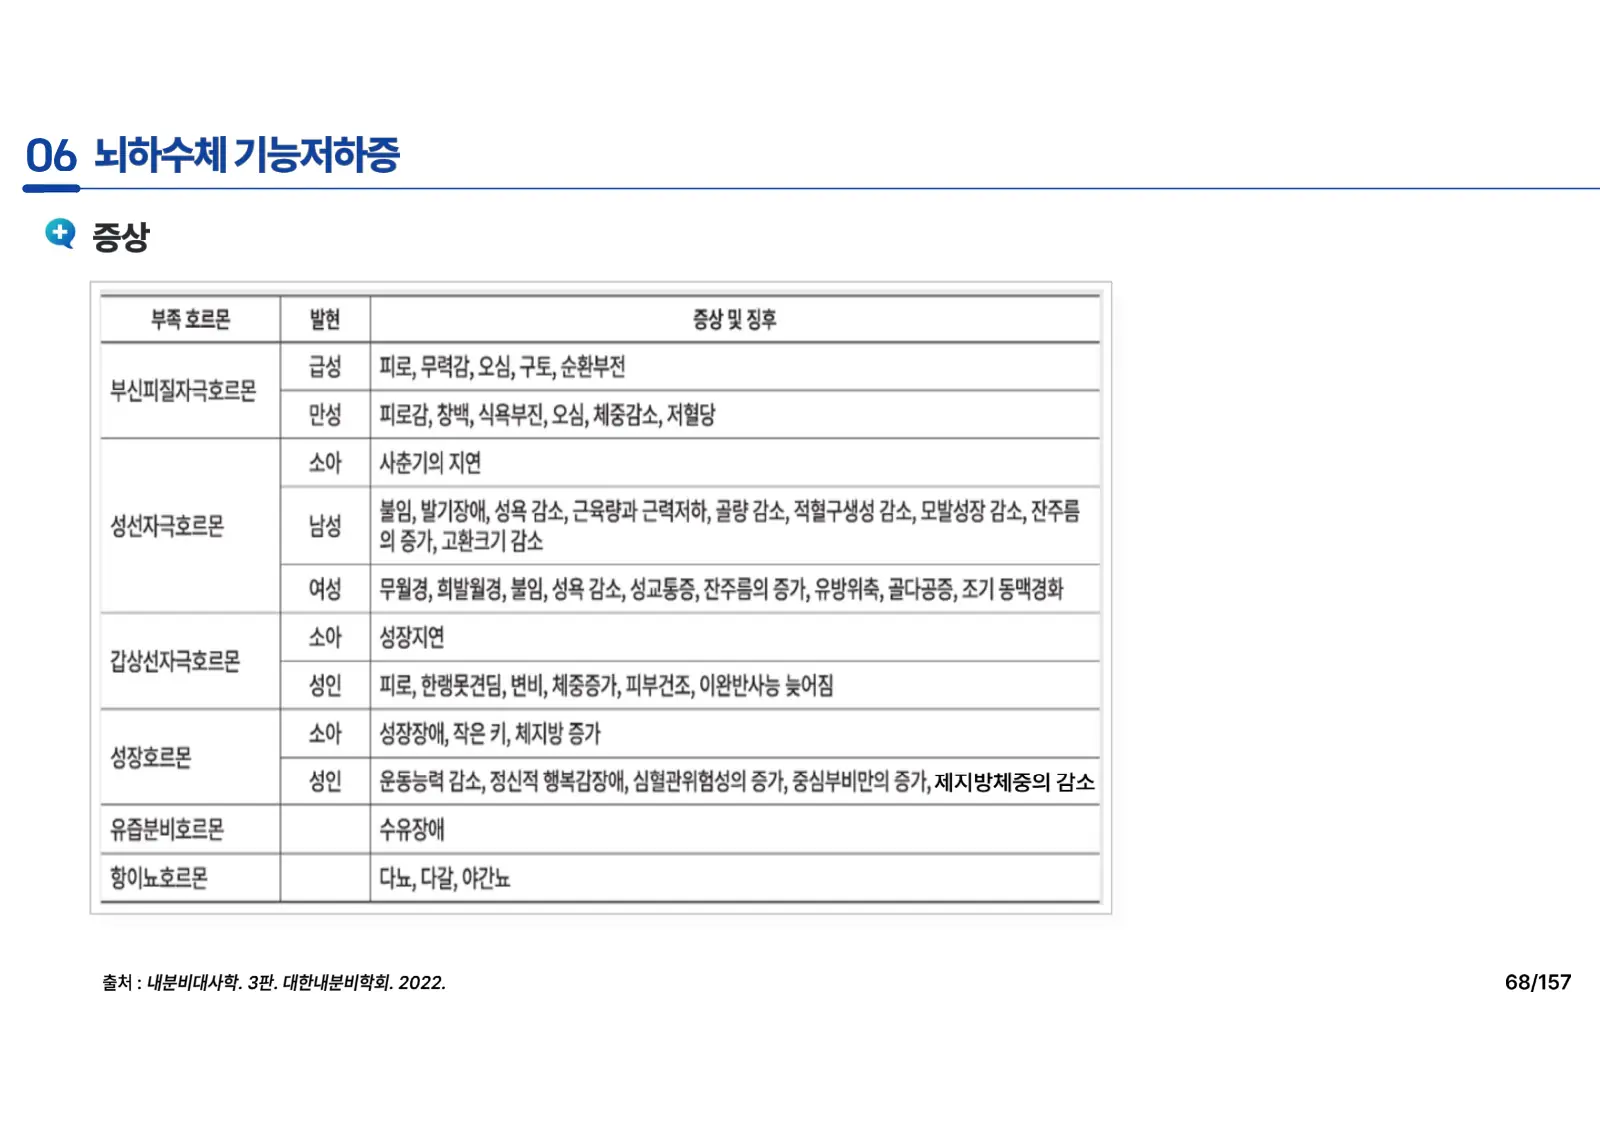 06 뇌하수체 기능저하증
증상
부족 호르몬 발현 증상 및 징후
부신피질자극호르몬 급성 피로, 무력감, 오심, 구토, 순환부전
만성 피로감, 창백, 식욕부진, 오심, 체중감소, 저혈당
성선자극호르몬 소아 사춘기의 지연
남성 불임, 발기장애, 성욕 감소, 근육량과 근력저하, 골량 감소, 적혈구생성 감소, 모발성장 감소, 잔주름
의 증가, 고환크기 감소
여성 무월경, 희발월경, 불임, 성욕 감소, 성교통증, 잔주름의 증가, 유방위축, 골다공증, 조기 동맥경화
갑상선자극호르몬 소아 성장지연
성인 피로, 한랭못견딤, 변비, 체중증가, 피부건조, 이완반사능 늦어짐
성장호르몬 소아 성장장애, 작은 키, 체지방 증가
성인 운동능력 감소, 정신적 행복감장애, 심혈관위험성의 증가, 중심부비만의 증가, 제지방체중의 감소
유즙분비호르몬 수유장애
항이뇨호르몬 다뇨, 다갈, 야간뇨
출처 : 내분비대사학. 3판. 대한내분비학회. 2022.
68/157